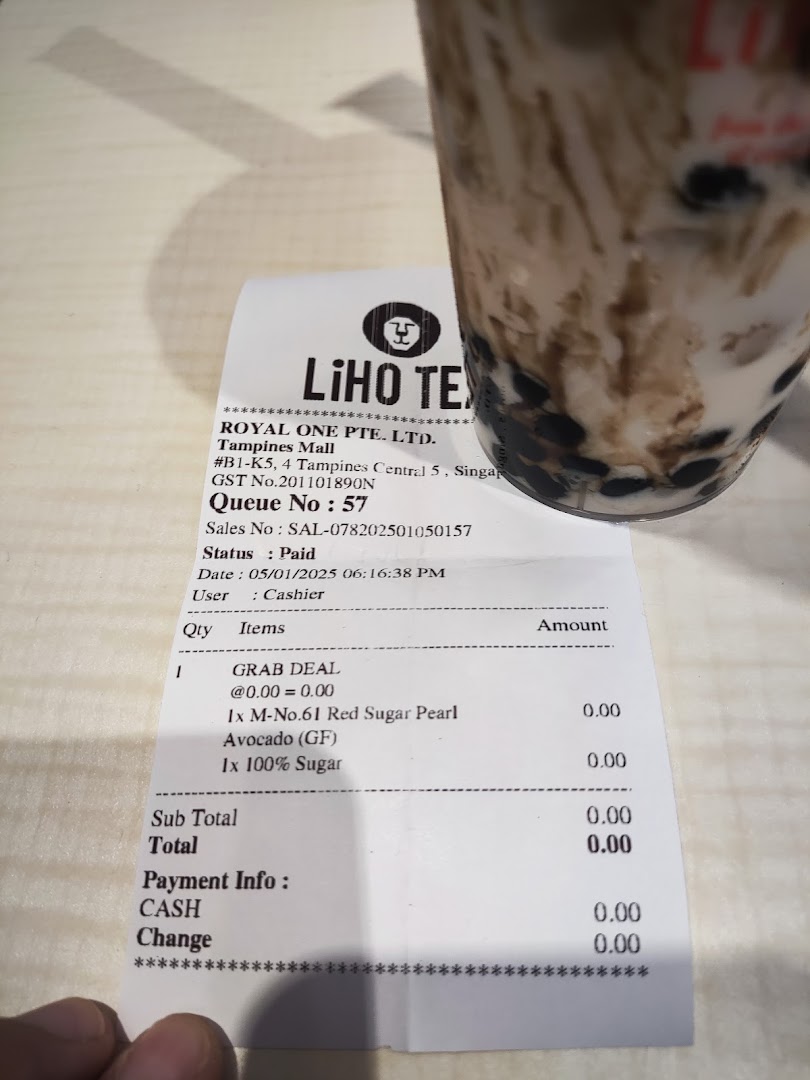 Li
LiHO TE
************************************
ROYAL ONE PTE. LTD.
Tampines Mall
#B1-K5, 4 Tampines Central 5 , Singap
GST No.201101890N
Queue No : 57
Sales No : SAL-078202501050157
Status : Paid
Date : 05/01/2025 06:16:38 PM
User : Cashier
Qty Items Amount
1 GRAB DEAL
@0.00 = 0.00
1x M-No.61 Red Sugar Pearl 0.00
Avocado (GF)
1x 100% Sugar 0.00
Sub Total 0.00
Total 0.00
Payment Info :
CASH 0.00
Change 0.00
******************************************